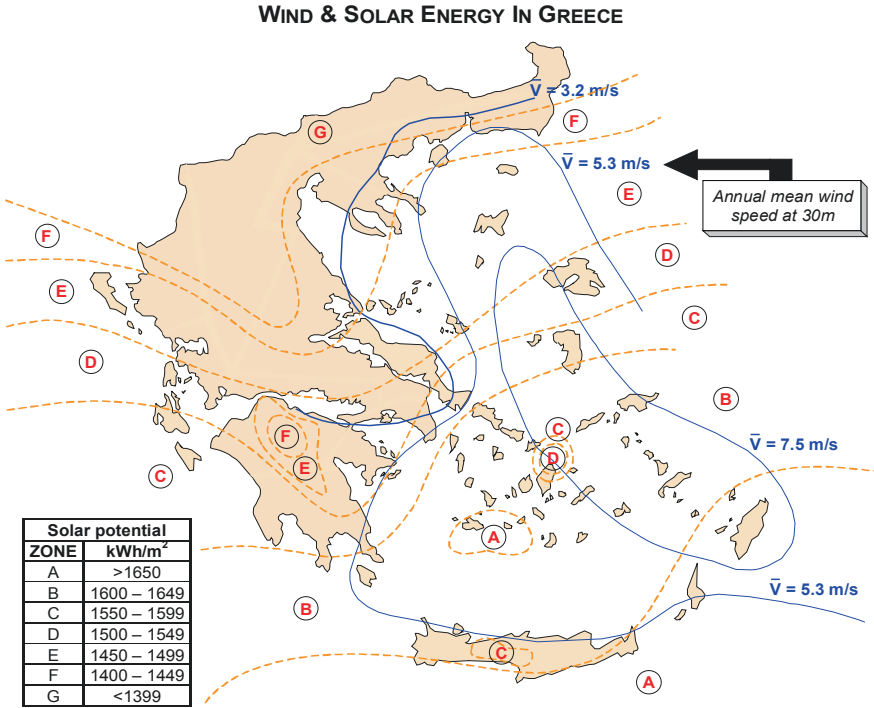 WIND & SOLAR ENERGY IN GREECE
V̄ = 3.2 m/s
F
G
V̄ = 5.3 m/s
E
Annual mean wind
speed at 30m
F
D
E
C
D
B
C
F
V̄ = 7.5 m/s
D
E
C
A
Solar potential
ZONE kWh/m²
A >1650
B 1600 – 1649
C 1550 – 1599
D 1500 – 1549
E 1450 – 1499
F 1400 – 1449
G <1399
V̄ = 5.3 m/s
B
C
A